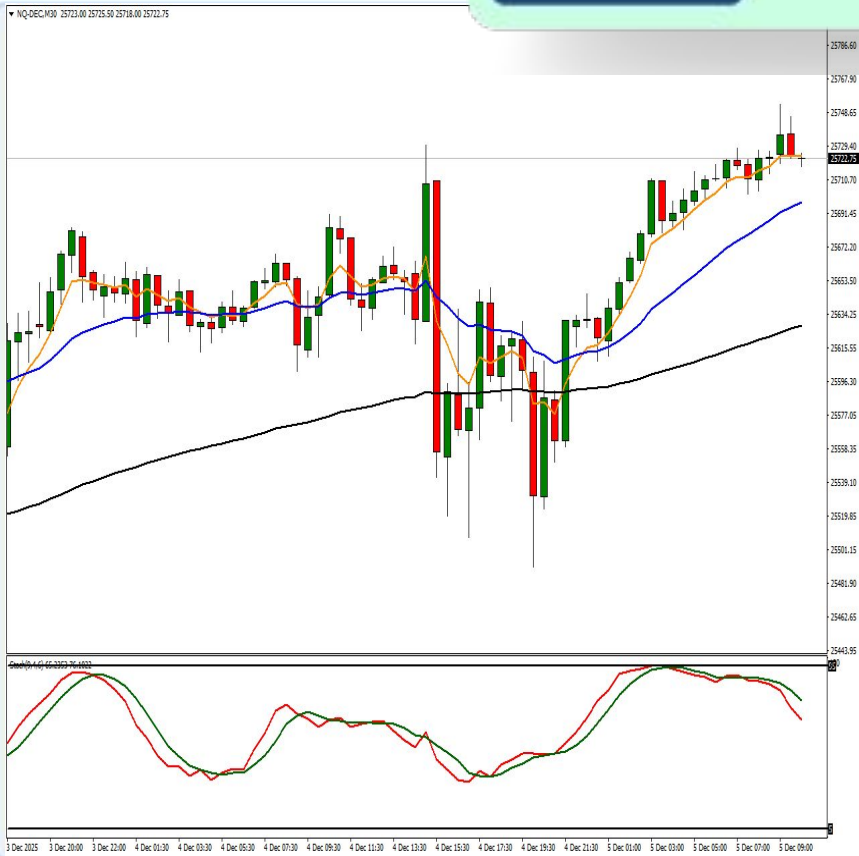 NQ-DEC,M30 25723.00 25725.50 25718.00 25722.75
25786.60
25767.90
25748.65
25729.40
25722.75
25710.70
25691.45
25672.20
25653.50
25634.25
25615.55
25596.30
25577.05
25558.35
25539.10
25519.85
25501.15
25481.90
25462.65
25443.95
3 Dec 2025
3 Dec 20:00
3 Dec 22:00
4 Dec 01:30
4 Dec 03:30
4 Dec 05:30
4 Dec 07:30
4 Dec 09:30
4 Dec 11:30
4 Dec 13:30
4 Dec 15:30
4 Dec 17:30
4 Dec 19:30
4 Dec 21:30
5 Dec 01:00
5 Dec 03:00
5 Dec 05:00
5 Dec 07:00
5 Dec 09:00